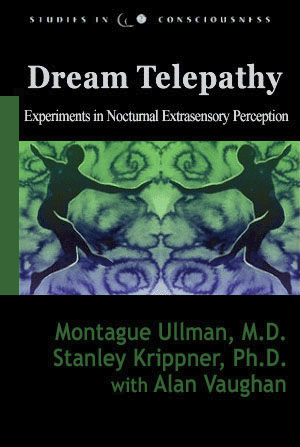 STUDIES IN CONSCIOUSNESS
Dream Telepathy
Experiments in Nocturnal Extrasensory Perception
Montague Ullman, M.D.
Stanley Krippner, Ph.D.
with Alan Vaughan